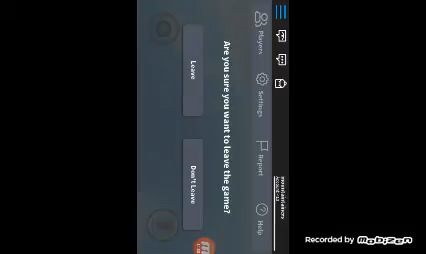 Players
Settings
Report
Help
Are you sure you want to leave the game?
Leave
Don't Leave
Recorded by Mobizen